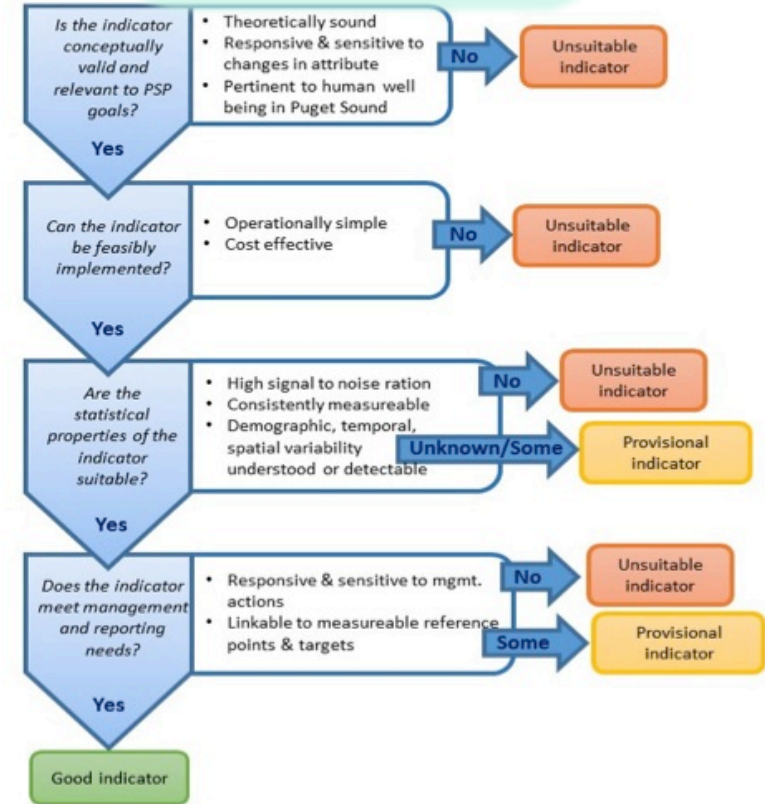 Is the indicator
conceptually
valid and
relevant to PSP
goals?
Yes
• Theoretically sound
• Responsive & sensitive to
changes in attribute
• Pertinent to human well
being in Puget Sound
No
Unsuitable
indicator
Can the indicator
be feasibly
implemented?
Yes
• Operationally simple
• Cost effective
No
Unsuitable
indicator
Are the
statistical
properties of the
indicator
suitable?
Yes
• High signal to noise ration
• Consistently measureable
• Demographic, temporal,
spatial variability
understood or detectable
No
Unsuitable
indicator
Unknown/Some
Provisional
indicator
Does the indicator
meet management
and reporting
needs?
Yes
• Responsive & sensitive to mgmt.
actions
• Linkable to measureable reference
points & targets
No
Unsuitable
indicator
Some
Provisional
indicator
Good indicator